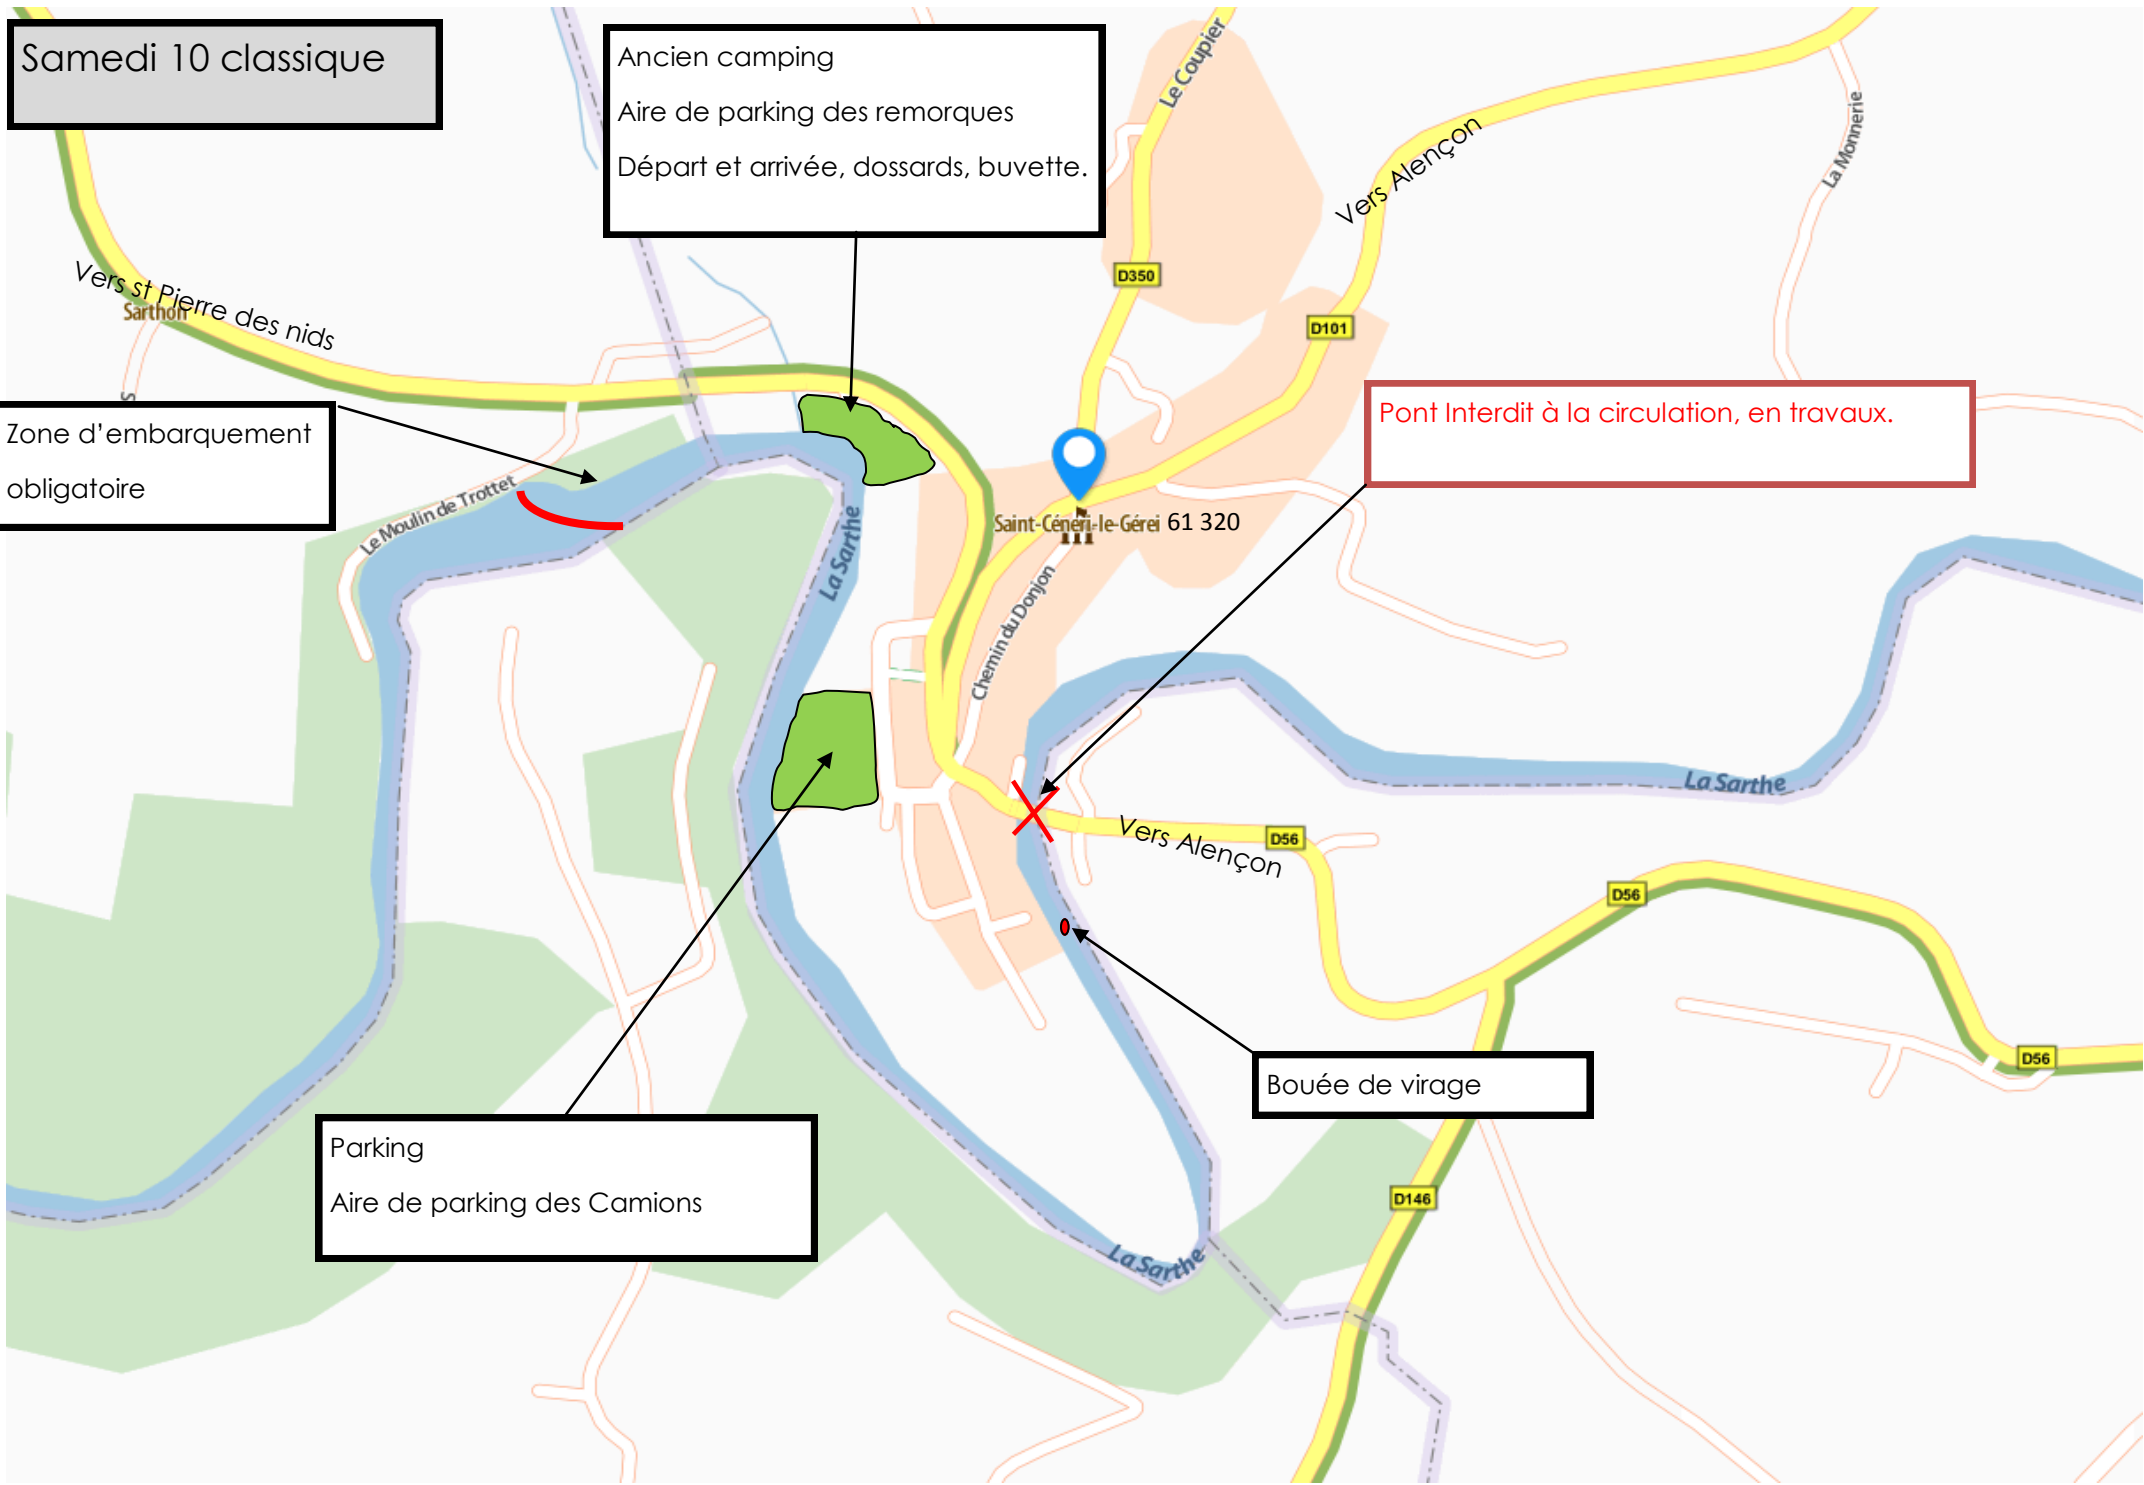 Samedi 10 classique
Ancien camping
Aire de parking des remorques
Départ et arrivée, dossards, buvette.
Le Coupier
Vers Alençon
La Monnerie
D350
D101
Vers st Pierre des nids
Sarthon
S
Zone d'embarquement
obligatoire
Pont Interdit à la circulation, en travaux.
Le Moulin de Trottet
La Sarthe
Saint-Céneri-le-Gérei 61 320
Chemin du Donjon
La Sarthe
Vers Alençon
D56
D56
D56
Bouée de virage
Parking
Aire de parking des Camions
D146
La Sarthe